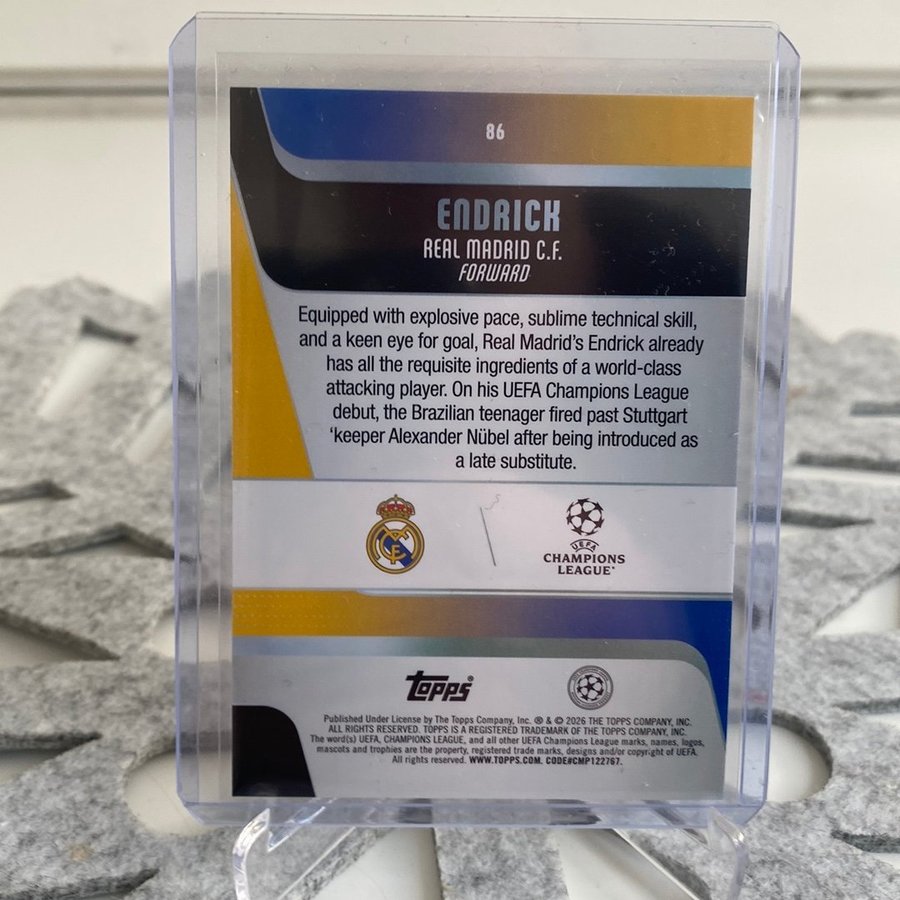 86
ENDRICK
REAL MADRID C.F.
FORWARD
Equipped with explosive pace, sublime technical skill,
and a keen eye for goal, Real Madrid's Endrick already
has all the requisite ingredients of a world-class
attacking player. On his UEFA Champions League
debut, the Brazilian teenager fired past Stuttgart
‘keeper Alexander Nübel after being introduced as
a late substitute.
UEFA
CHAMPIONS
LEAGUE
topps®
Published Under License by The Topps Company, Inc. ® & © 2026 THE TOPPS COMPANY, INC.
ALL RIGHTS RESERVED. TOPPS IS A REGISTERED TRADEMARK OF THE TOPPS COMPANY, INC.
The word(s) UEFA, CHAMPIONS LEAGUE, and all other UEFA Champions League marks, names, logos,
mascots and trophies are the property, registered trade marks, designs and/or copyright of UEFA.
All rights reserved. WWW.TOPPS.COM. CODE#CMP122767.